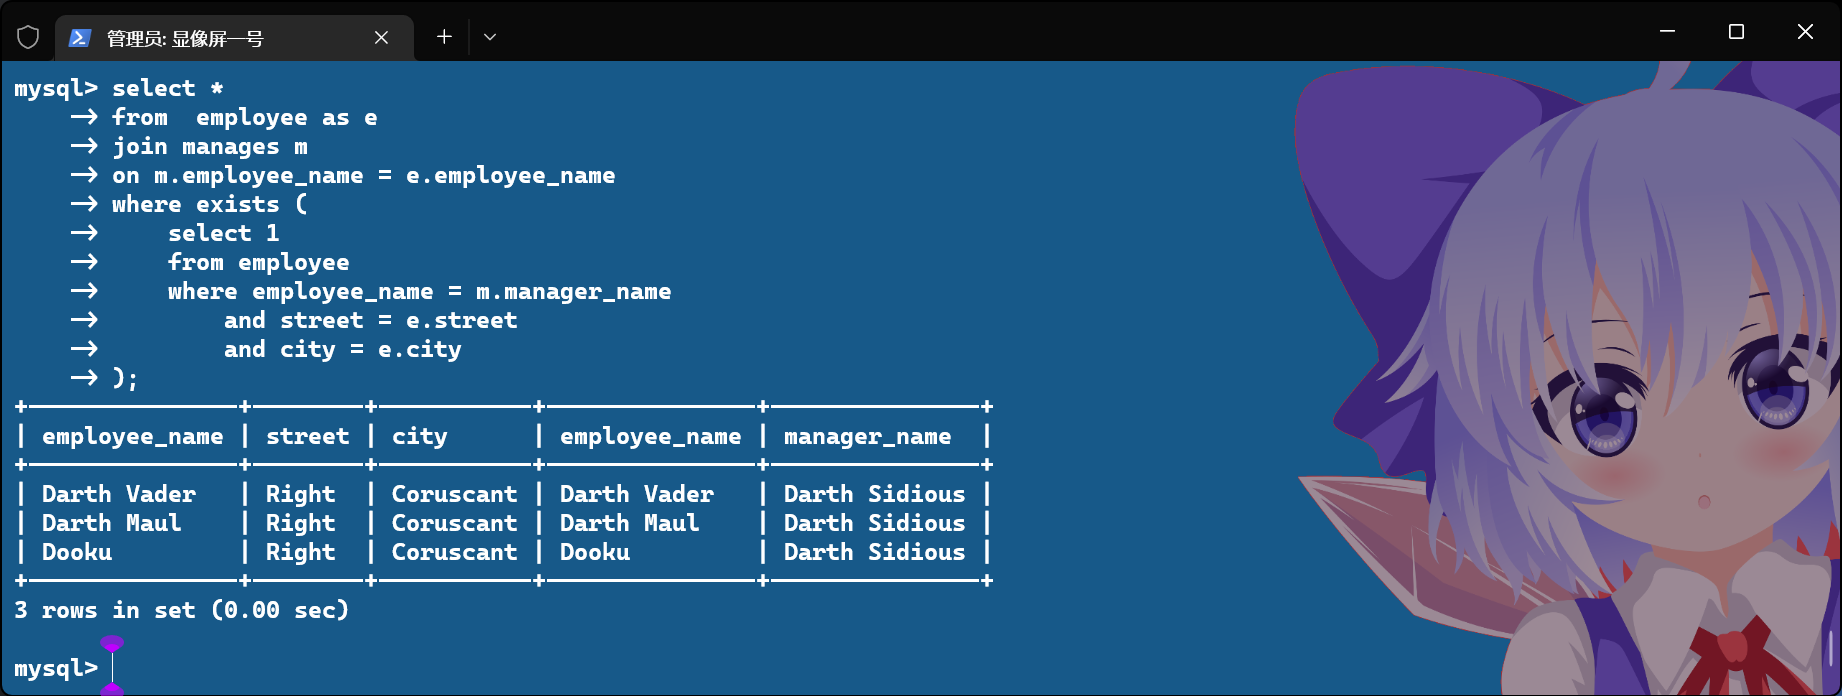 管理员: 显像屏一号
mysql> select *
    -> from  employee as e
    -> join manages m
    -> on m.employee_name = e.employee_name
    -> where exists (
    ->     select 1
    ->     from employee
    ->     where employee_name = m.manager_name
    ->         and street = e.street
    ->         and city = e.city
    -> );
+---------------+--------+-----------+---------------+---------------+
| employee_name | street | city      | employee_name | manager_name  |
+---------------+--------+-----------+---------------+---------------+
| Darth Vader   | Right  | Coruscant | Darth Vader   | Darth Sidious |
| Darth Maul    | Right  | Coruscant | Darth Maul    | Darth Sidious |
| Dooku         | Right  | Coruscant | Dooku         | Darth Sidious |
+---------------+--------+-----------+---------------+---------------+
3 rows in set (0.00 sec)
mysql>